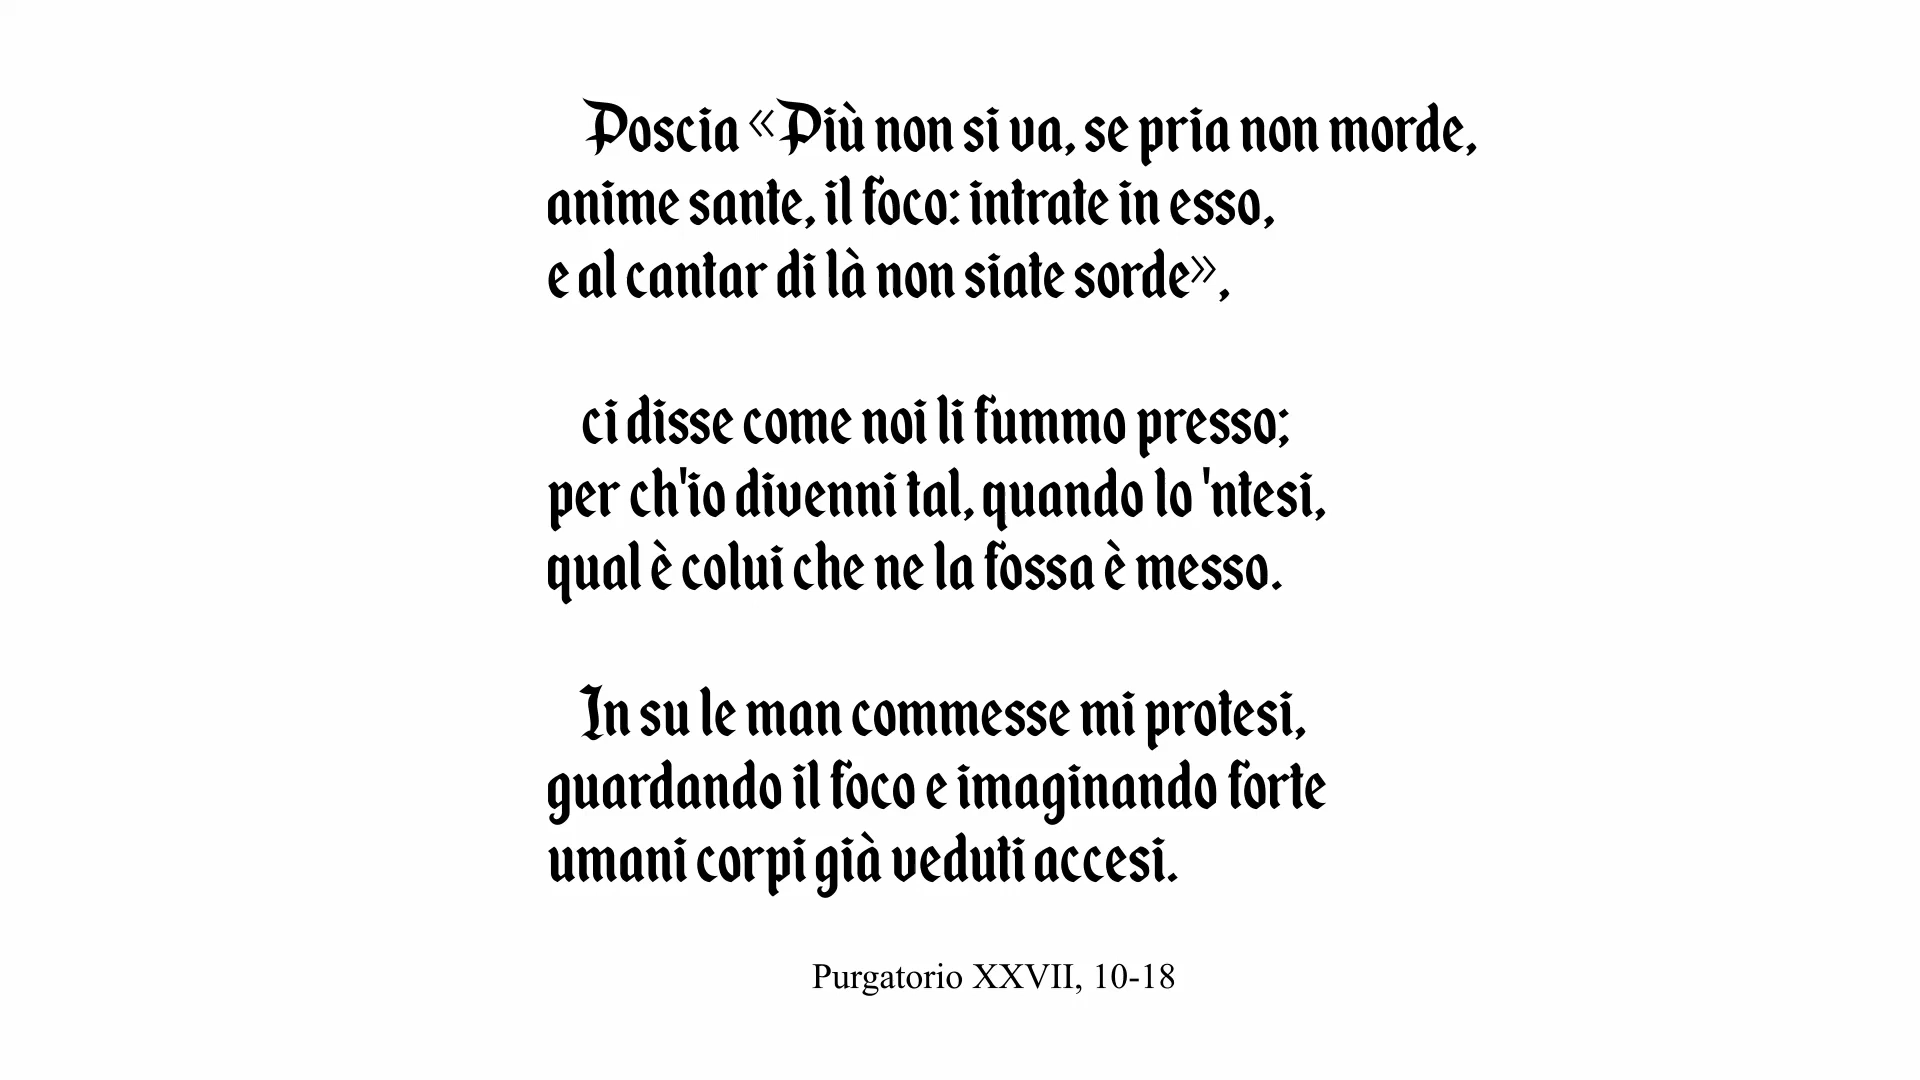 Poscia «Più non si va, se pria non morde,
anime sante, il foco: intrate in esso,
e al cantar di là non siate sorde»,
ci disse come noi li fummo presso;
per ch'io divenni tal, quando lo 'ntesi,
qual è colui che ne la fossa è messo.
In su le man commesse mi protesi,
guardando il foco e imaginando forte
umani corpi già veduti accesi.
Purgatorio XXVII, 10-18